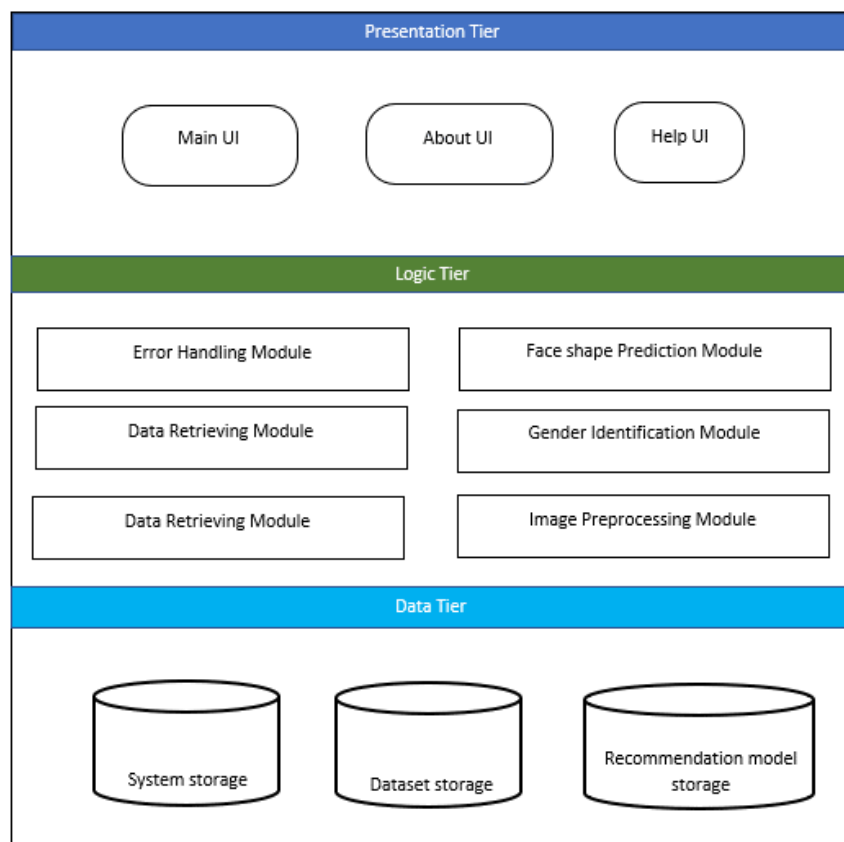 Presentation Tier
Main UI
About UI
Help UI
Logic Tier
Error Handling Module
Face shape Prediction Module
Data Retrieving Module
Gender Identification Module
Data Retrieving Module
Image Preprocessing Module
Data Tier
System storage
Dataset storage
Recommendation model
storage